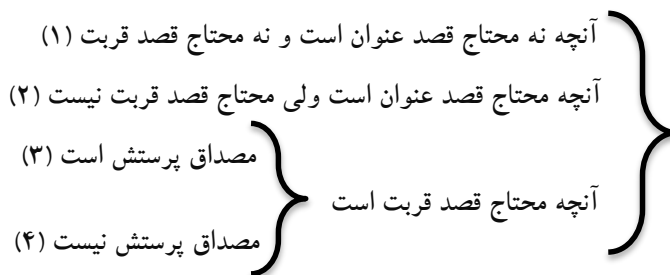 آنچه نه محتاج قصد عنوان است و نه محتاج قصد قربت (۱)
آنچه محتاج قصد عنوان است ولی محتاج قصد قربت نیست (۲)
مصداق پرستش است (۳)
آنچه محتاج قصد قربت است
مصداق پرستش نیست (۴)